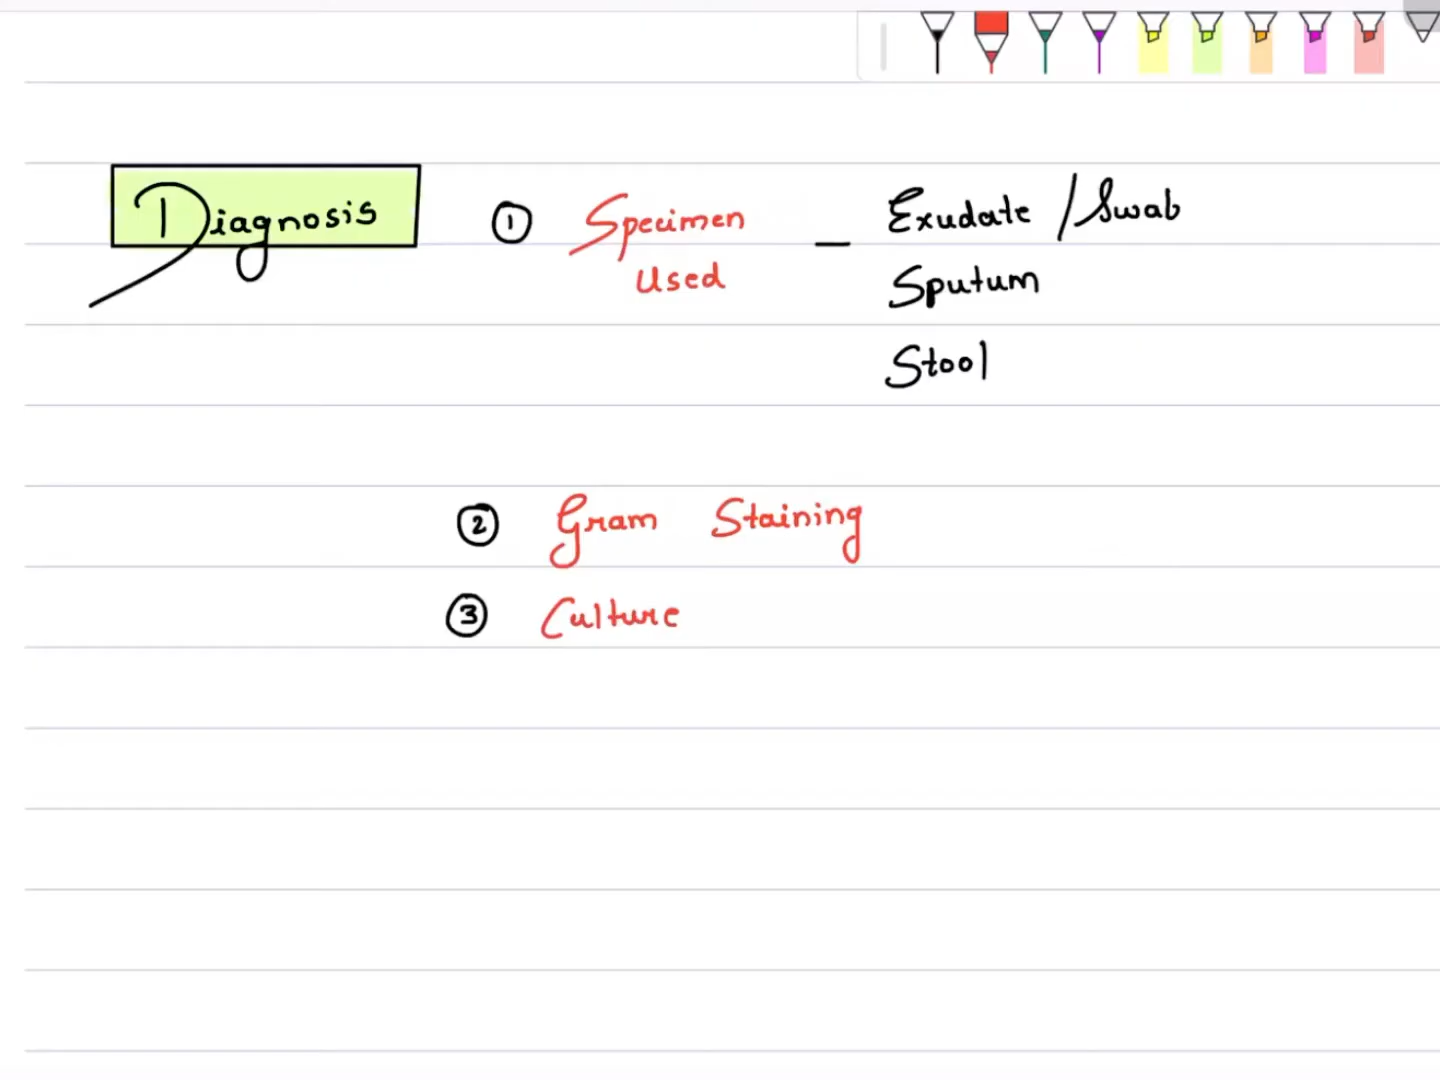 Diagnosis ① Specimen Used – Exudate / Swab
Sputum
Stool
② Gram Staining
③ Culture